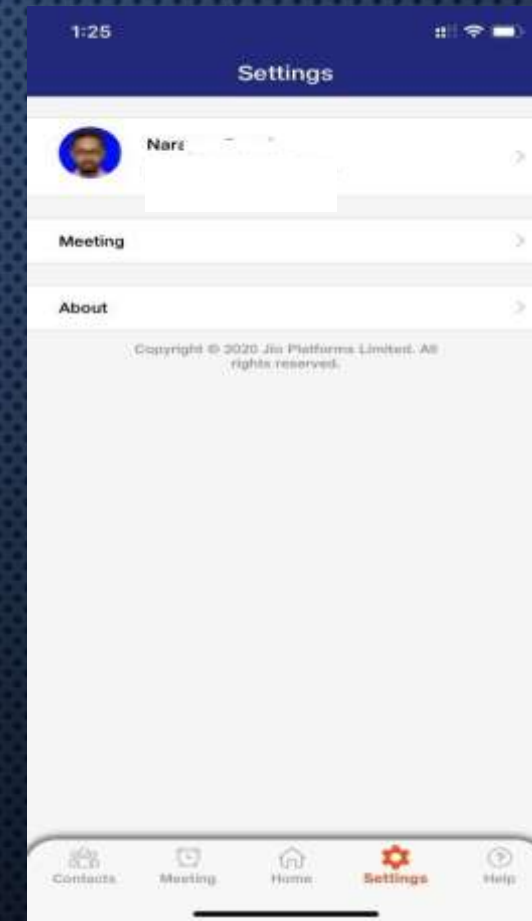 1:25
Settings
Meeting
About
Copyright © 2020 Jio Platforms Limited. All
rights reserved.
Contacts Meeting Home Settings Help